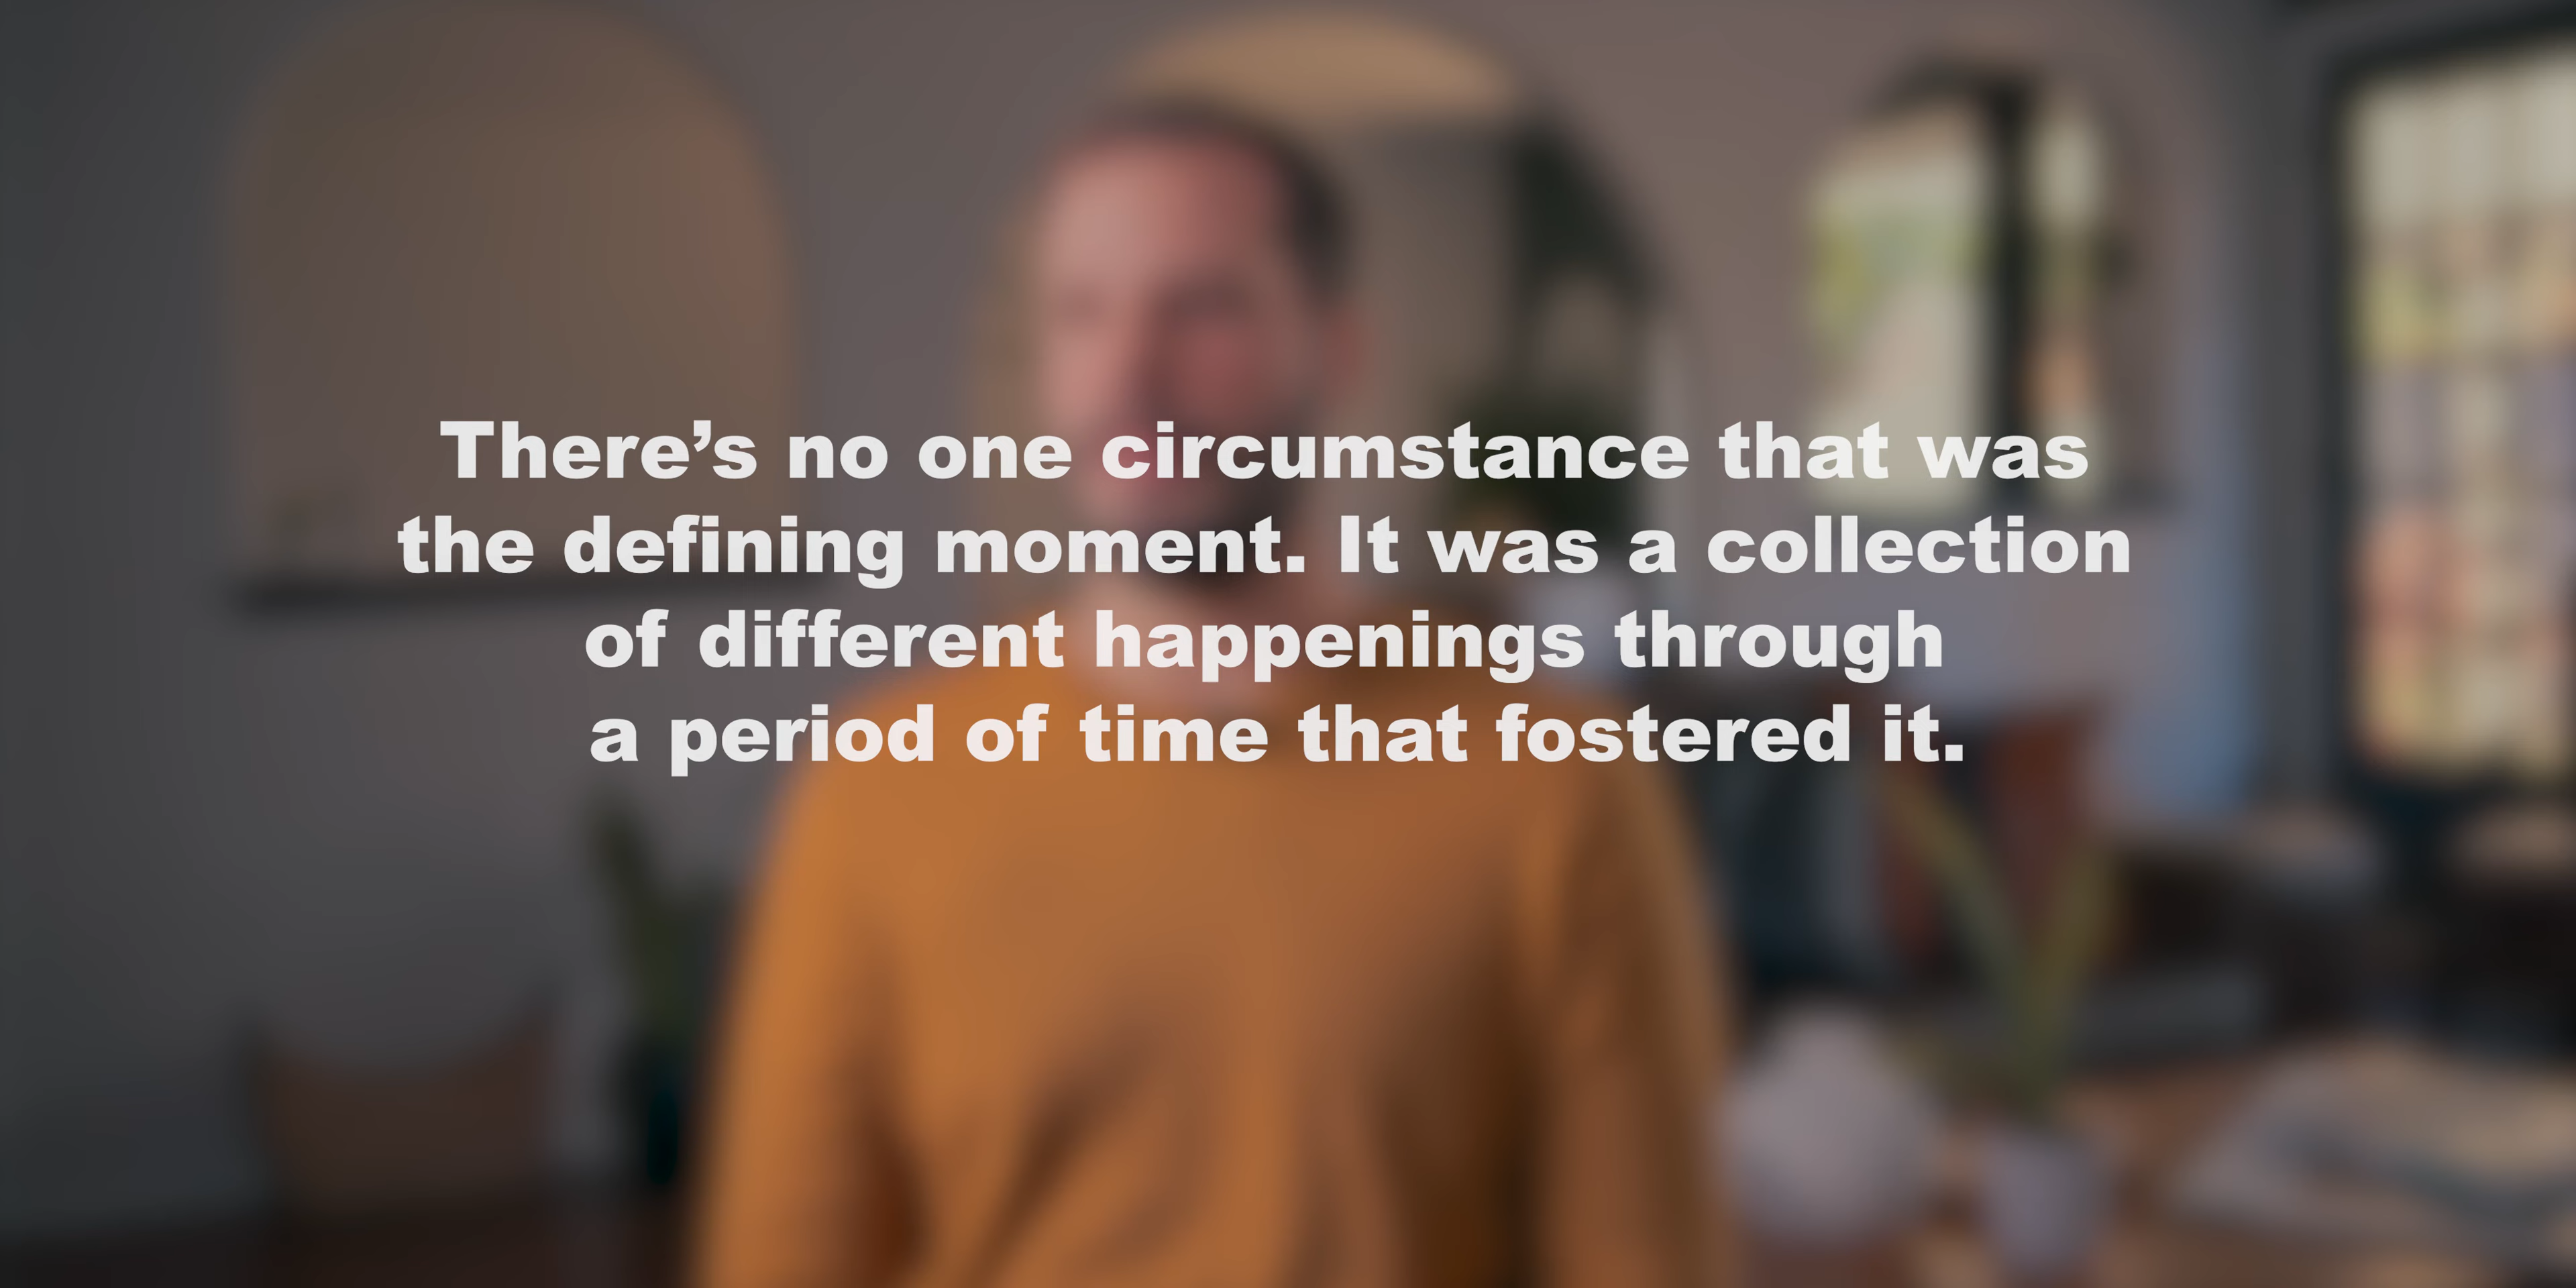 There’s no one circumstance that was
the defining moment. It was a collection
of different happenings through
a period of time that fostered it.